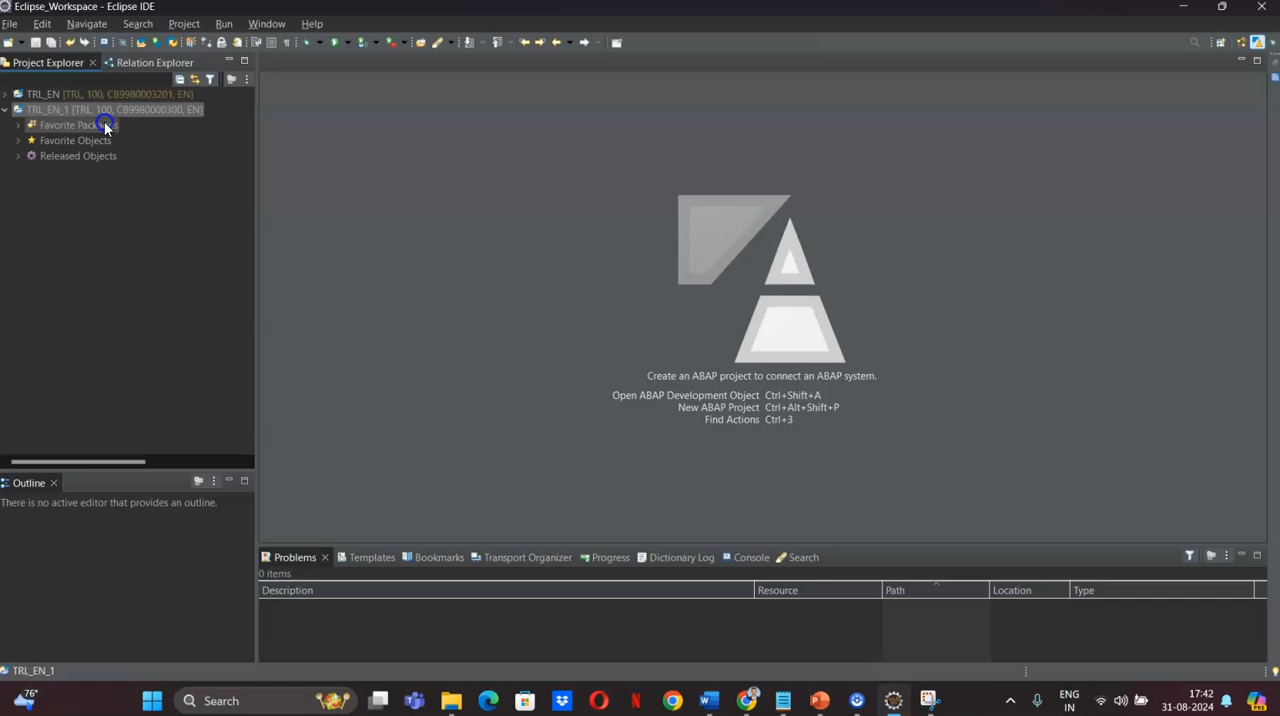 Eclipse_Workspace - Eclipse IDE
File Edit Navigate Search Project Run Window Help
Project Explorer Relation Explorer
TRL_EN [TRL, 100, CB9980003201, EN]
TRL_EN_1 [TRL, 100, CB9980000300, EN]
Favorite
Favorite Objects
Released Objects
Create an ABAP project to connect an ABAP system.
Open ABAP Development Object Ctrl+Shift+A
New ABAP Project Ctrl+Alt+Shift+P
Find Actions Ctrl+3
Outline
There is no active editor that provides an outline.
Problems Templates Bookmarks Transport Organizer Progress Dictionary Log Console Search
0 items
Description Resource Path Location Type
TRL_EN_1
76°
Search
ENG
IN
17:42
31-08-2024